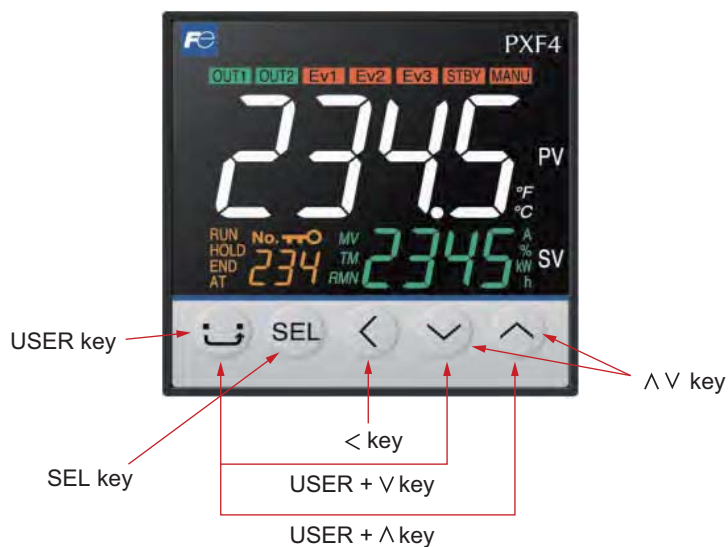 Fe PXF4
OUT1 OUT2 Ev1 Ev2 Ev3 STBY MANU
234.5 PV
°F
°C
RUN No. MV A
HOLD 234 TM 2345 % SV
END RMN kW
AT h
SEL < ∨ ∧
USER key
∧∨ key
< key
SEL key
USER + ∨ key
USER + ∧ key